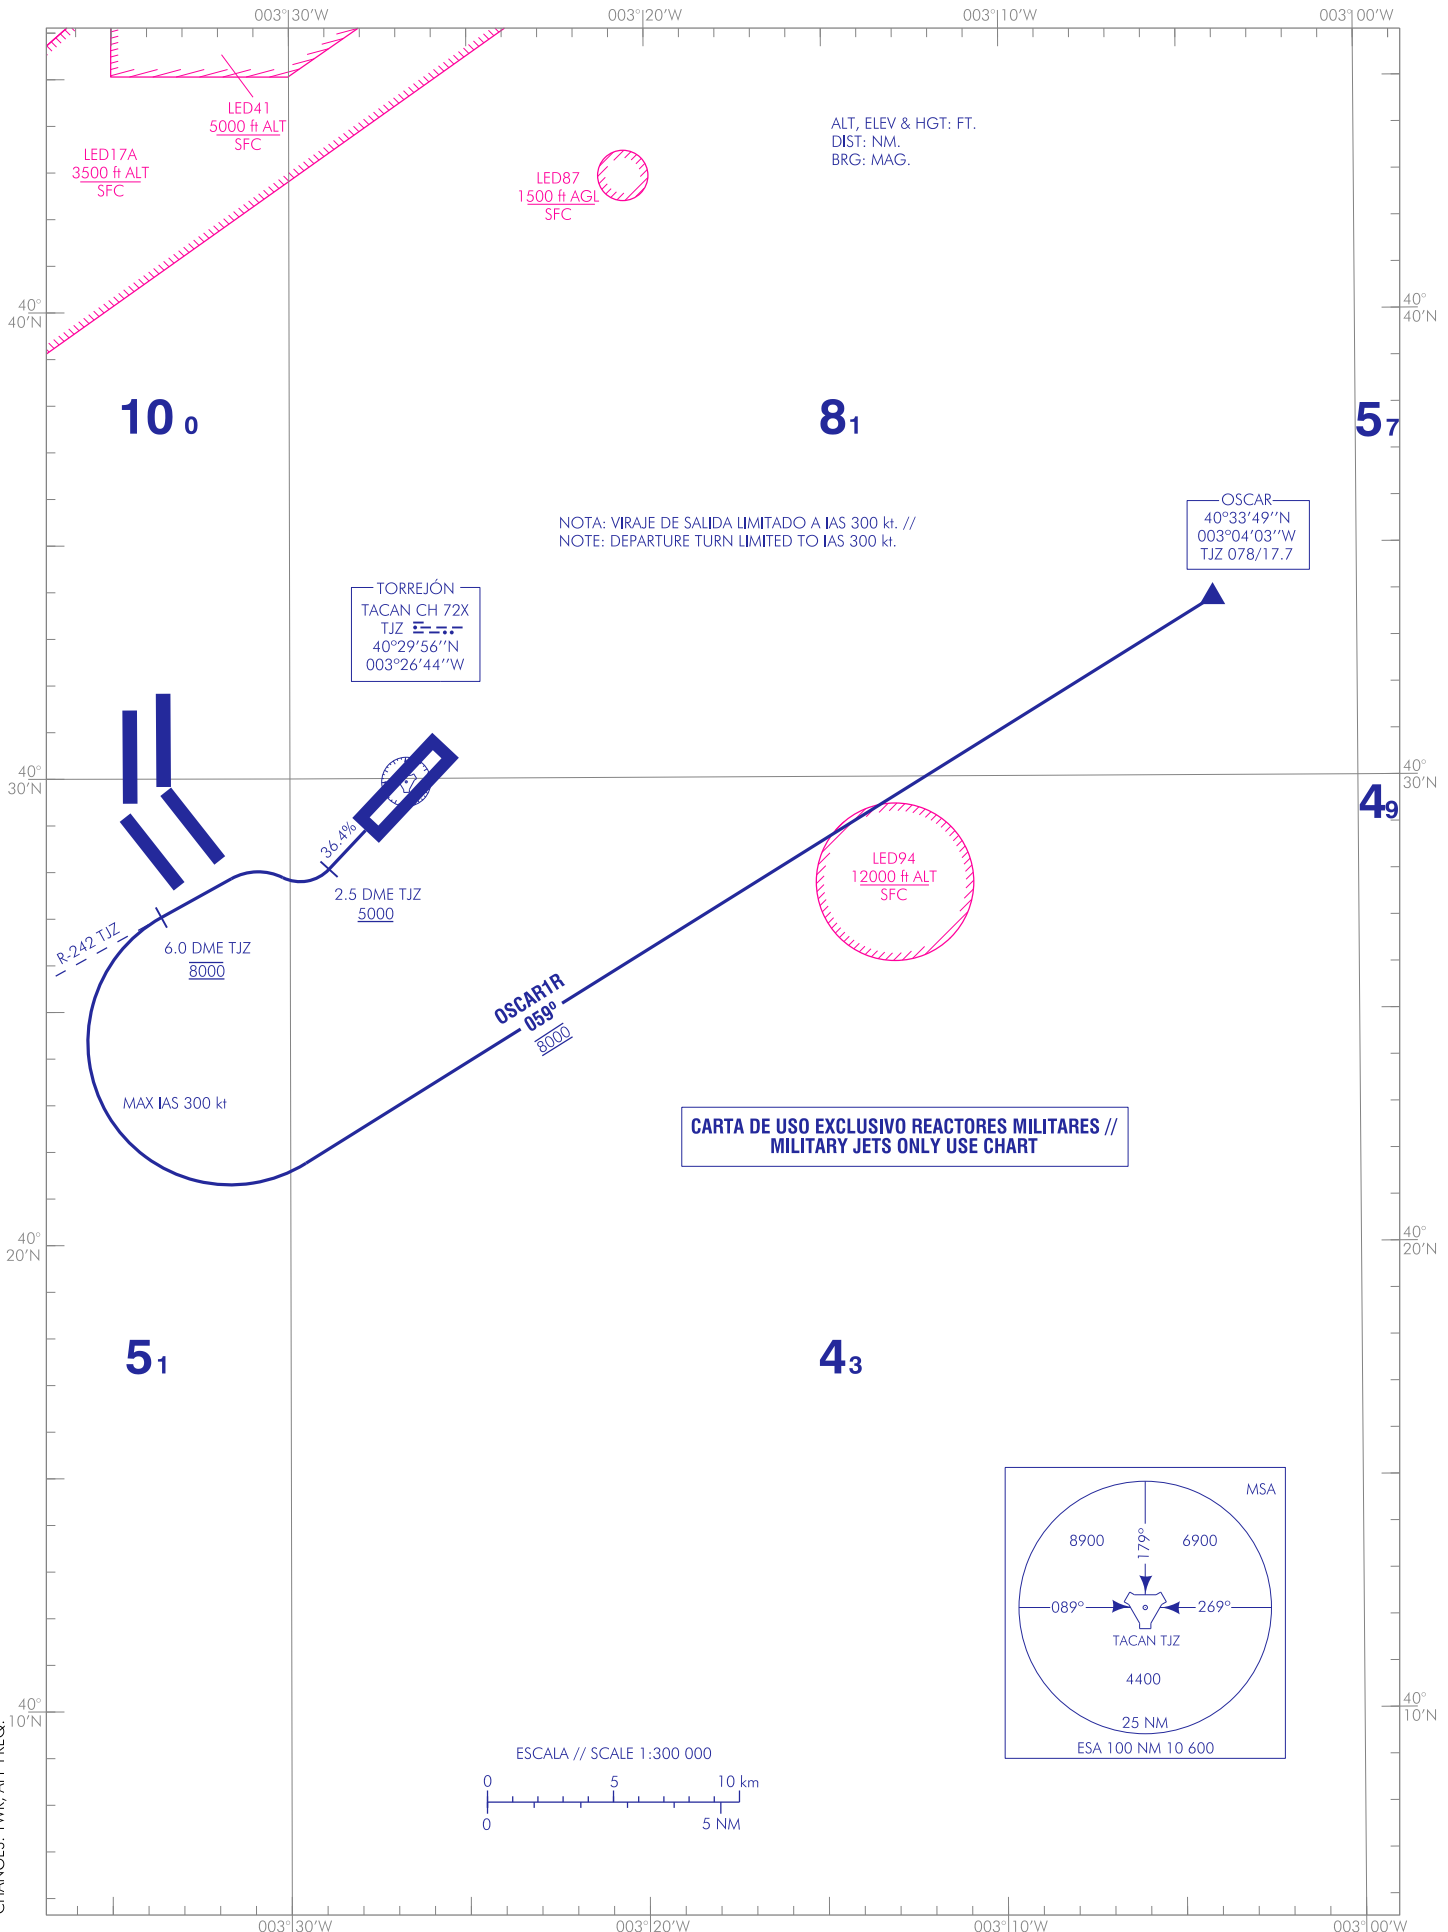 003°30'W
003°20'W
003°10'W
003°00'W
LED41
5000 ft ALT
SFC
LED17A
3500 ft ALT
SFC
LED87
1500 ft AGL
SFC
ALT, ELEV & HGT: FT.
DIST: NM.
BRG: MAG.
40°
40'N
40°
40'N
10 0
8 1
5 7
OSCAR
40°33'49''N
003°04'03''W
TJZ 078/17.7
NOTA: VIRAJE DE SALIDA LIMITADO A IAS 300 kt. //
NOTE: DEPARTURE TURN LIMITED TO IAS 300 kt.
TORREJÓN
TACAN CH 72X
TJZ
40°29'56''N
003°26'44''W
40°
30'N
40°
30'N
4 9
36.4%
LED94
12000 ft ALT
SFC
2.5 DME TJZ
5000
R-242 TJZ
6.0 DME TJZ
8000
OSCAR1R
059º
8000
MAX IAS 300 kt
CARTA DE USO EXCLUSIVO REACTORES MILITARES //
MILITARY JETS ONLY USE CHART
40°
20'N
40°
20'N
5 1
4 3
MSA
8900
179°
6900
089°
269°
TACAN TJZ
4400
25 NM
ESA 100 NM 10 600
40°
10'N
40°
10'N
ESCALA // SCALE 1:300 000
0 5 10 km
0 5 NM
003°30'W
003°20'W
003°10'W
003°00'W